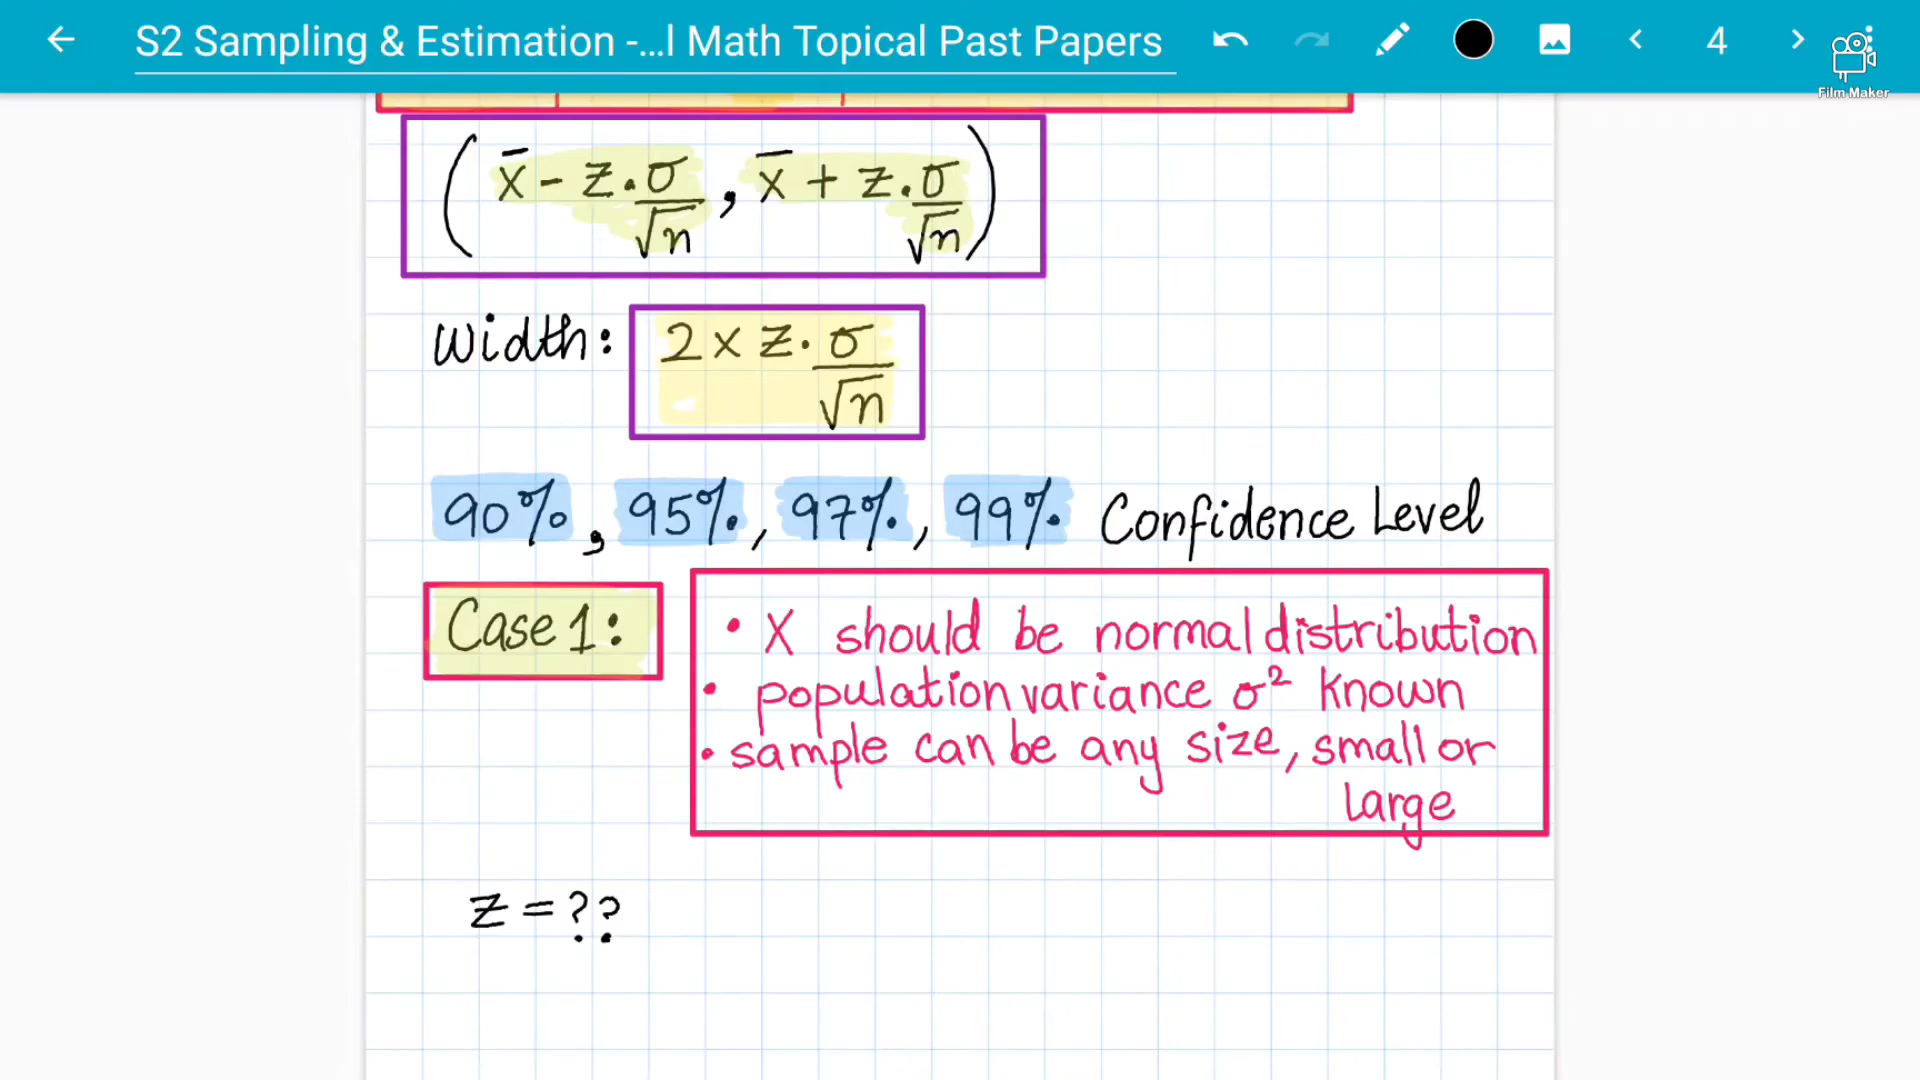 S2 Sampling & Estimation -...l Math Topical Past Papers
4
Film Maker
(x̄ - z.σ/√n, x̄ + z.σ/√n)
Width: 2 x z.σ/√n
90%, 95%, 97%, 99% Confidence Level
Case 1:
• X should be normal distribution
• population variance σ² known
• sample can be any size, small or
large
z = ??